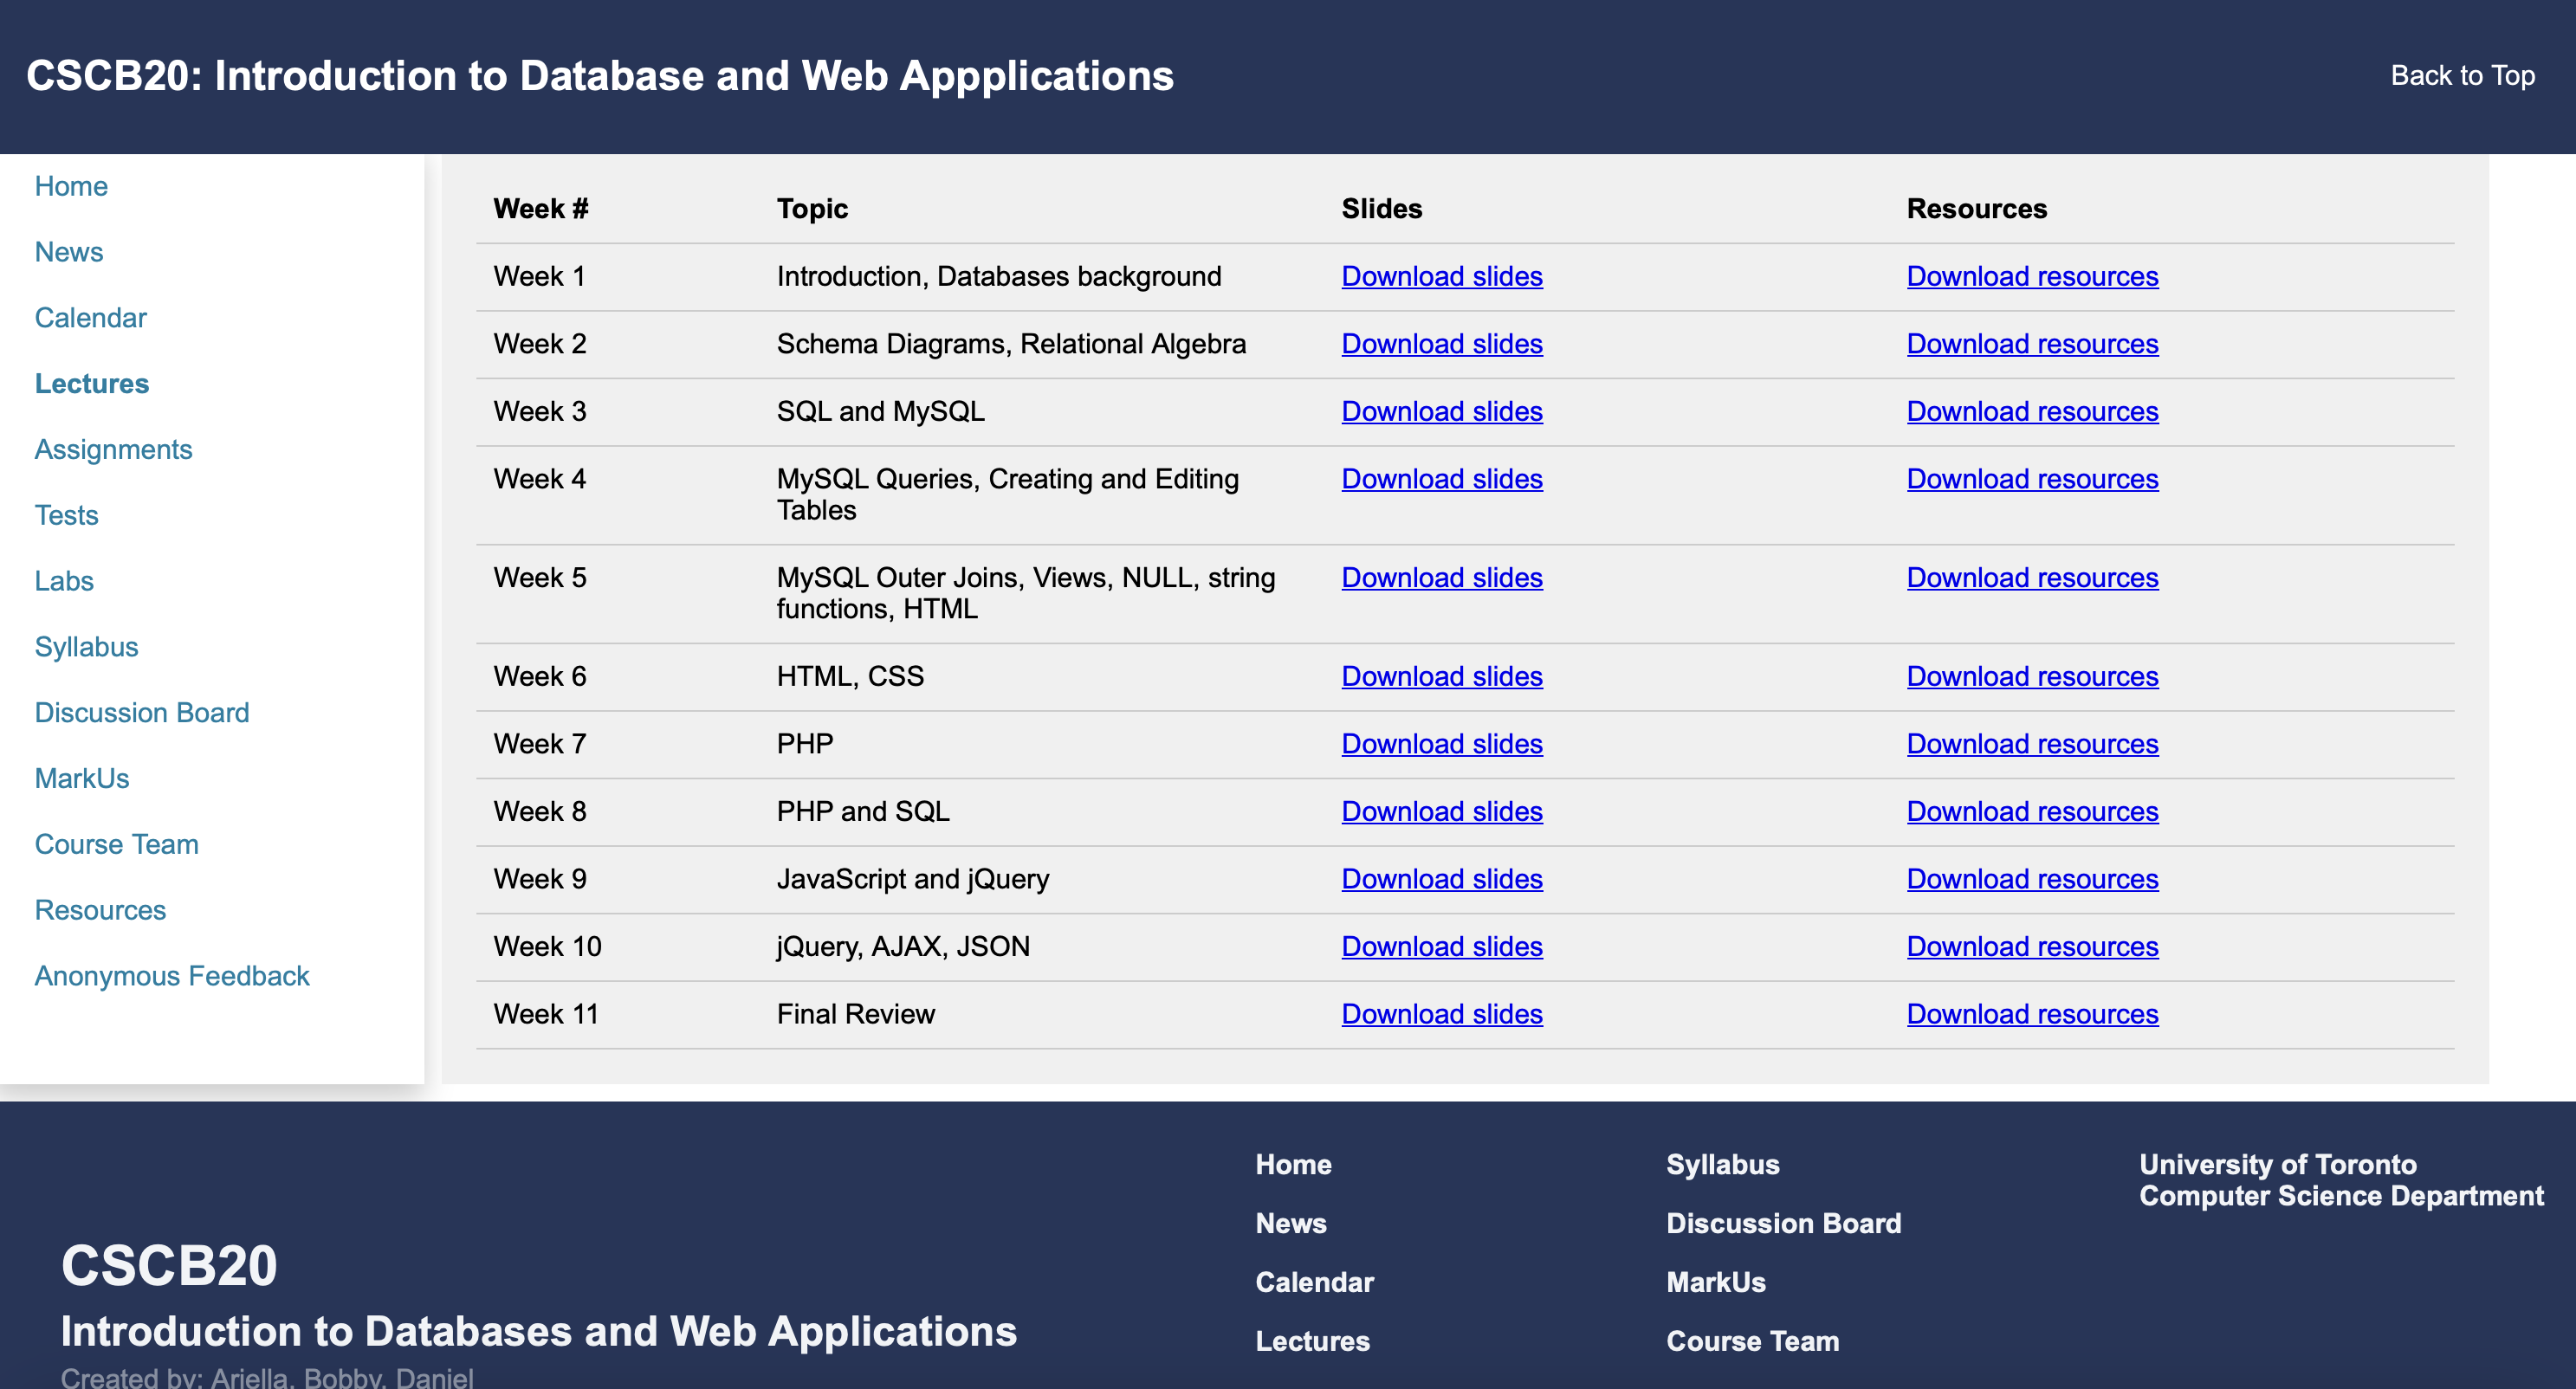 CSCB20: Introduction to Database and Web Appplications
Back to Top
Home
News
Calendar
Lectures
Assignments
Tests
Labs
Syllabus
Discussion Board
MarkUs
Course Team
Resources
Anonymous Feedback
Week # Topic Slides Resources
Week 1 Introduction, Databases background Download slides Download resources
Week 2 Schema Diagrams, Relational Algebra Download slides Download resources
Week 3 SQL and MySQL Download slides Download resources
Week 4 MySQL Queries, Creating and Editing Download slides Download resources
Tables
Week 5 MySQL Outer Joins, Views, NULL, string Download slides Download resources
functions, HTML
Week 6 HTML, CSS Download slides Download resources
Week 7 PHP Download slides Download resources
Week 8 PHP and SQL Download slides Download resources
Week 9 JavaScript and jQuery Download slides Download resources
Week 10 jQuery, AJAX, JSON Download slides Download resources
Week 11 Final Review Download slides Download resources
CSCB20
Introduction to Databases and Web Applications
Created by: Ariella, Bobby, Daniel
Home
News
Calendar
Lectures
Syllabus
Discussion Board
MarkUs
Course Team
University of Toronto
Computer Science Department